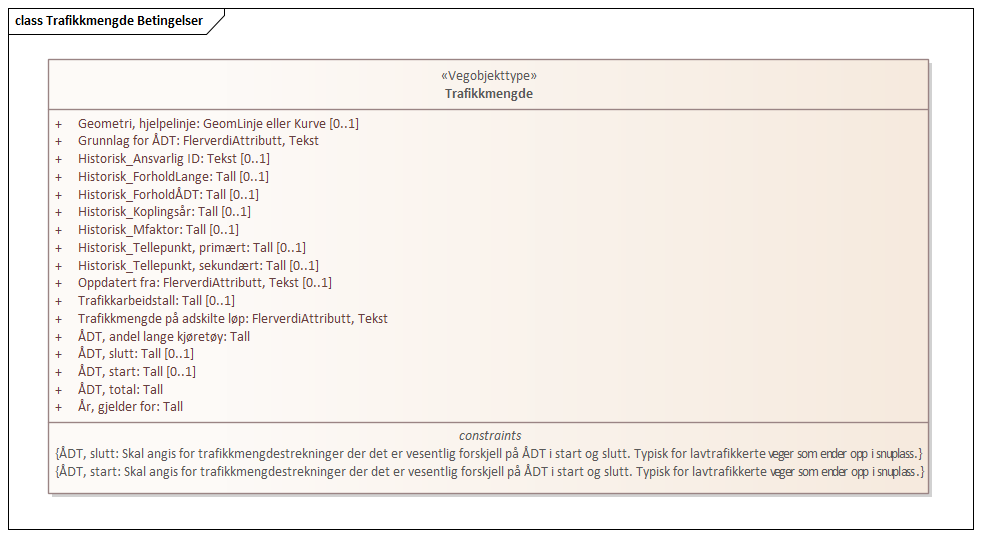 class Trafikkmengde Betingelser
«Vegobjekttype»
Trafikkmengde
+ Geometri, hjelpelinje: GeomLinje eller Kurve [0..1]
+ Grunnlag for ÅDT: FlerverdiAttributt, Tekst
+ Historisk_Ansvarlig ID: Tekst [0..1]
+ Historisk_ForholdLange: Tall [0..1]
+ Historisk_ForholdÅDT: Tall [0..1]
+ Historisk_Koplingsår: Tall [0..1]
+ Historisk_Mfaktor: Tall [0..1]
+ Historisk_Tellepunkt, primært: Tall [0..1]
+ Historisk_Tellepunkt, sekundært: Tall [0..1]
+ Oppdatert fra: FlerverdiAttributt, Tekst [0..1]
+ Trafikkarbeidstall: Tall [0..1]
+ Trafikkmengde på adskilte løp: FlerverdiAttributt, Tekst
+ ÅDT, andel lange kjøretøy: Tall
+ ÅDT, slutt: Tall [0..1]
+ ÅDT, start: Tall [0..1]
+ ÅDT, total: Tall
+ År, gjelder for: Tall
constraints
{ÅDT, slutt: Skal angis for trafikkmengdestrekninger der det er vesentlig forskjell på ÅDT i start og slutt. Typisk for lavtrafikkerte veger som ender opp i snuplass.}
{ÅDT, start: Skal angis for trafikkmengdestrekninger der det er vesentlig forskjell på ÅDT i start og slutt. Typisk for lavtrafikkerte veger som ender opp i snuplass.}